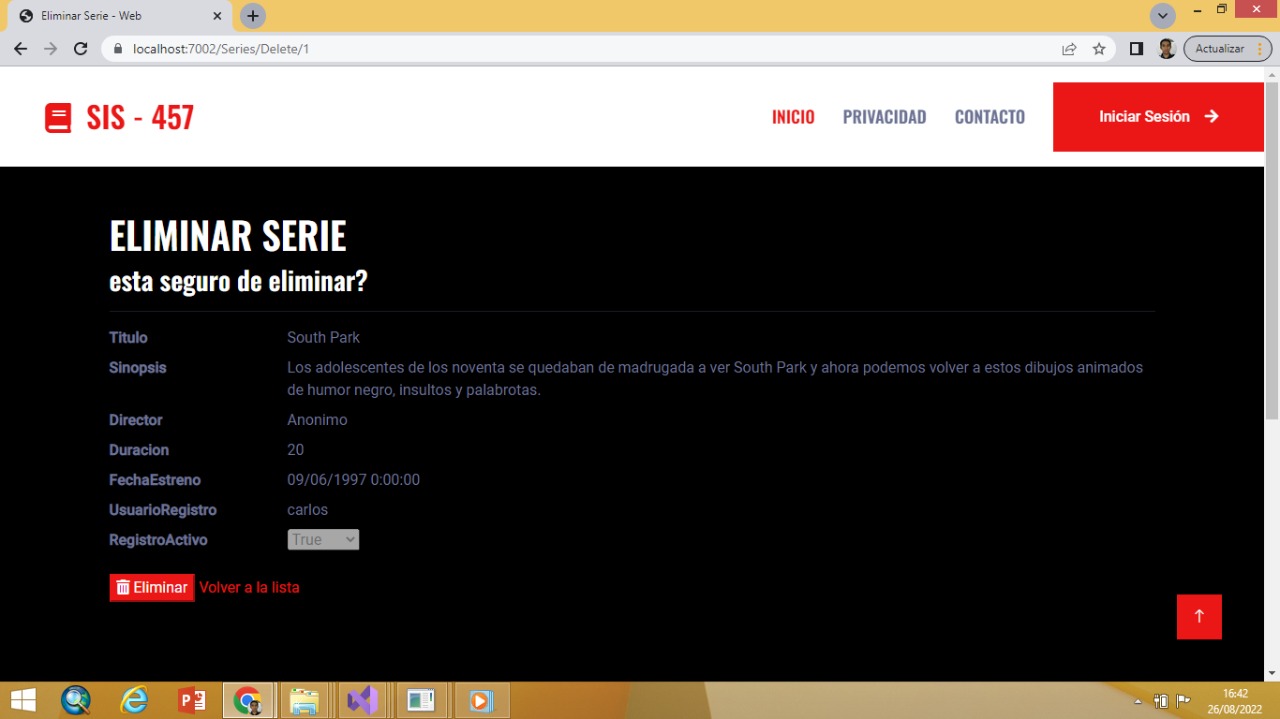 Eliminar Serie - Web
localhost:7002/Series/Delete/1
Actualizar
SIS - 457
INICIO
PRIVACIDAD
CONTACTO
Iniciar Sesión
ELIMINAR SERIE
esta seguro de eliminar?
Titulo South Park
Sinopsis Los adolescentes de los noventa se quedaban de madrugada a ver South Park y ahora podemos volver a estos dibujos animados
de humor negro, insultos y palabrotas.
Director Anonimo
Duracion 20
FechaEstreno 09/06/1997 0:00:00
UsuarioRegistro carlos
RegistroActivo True
Eliminar Volver a la lista
16:42
26/08/2022